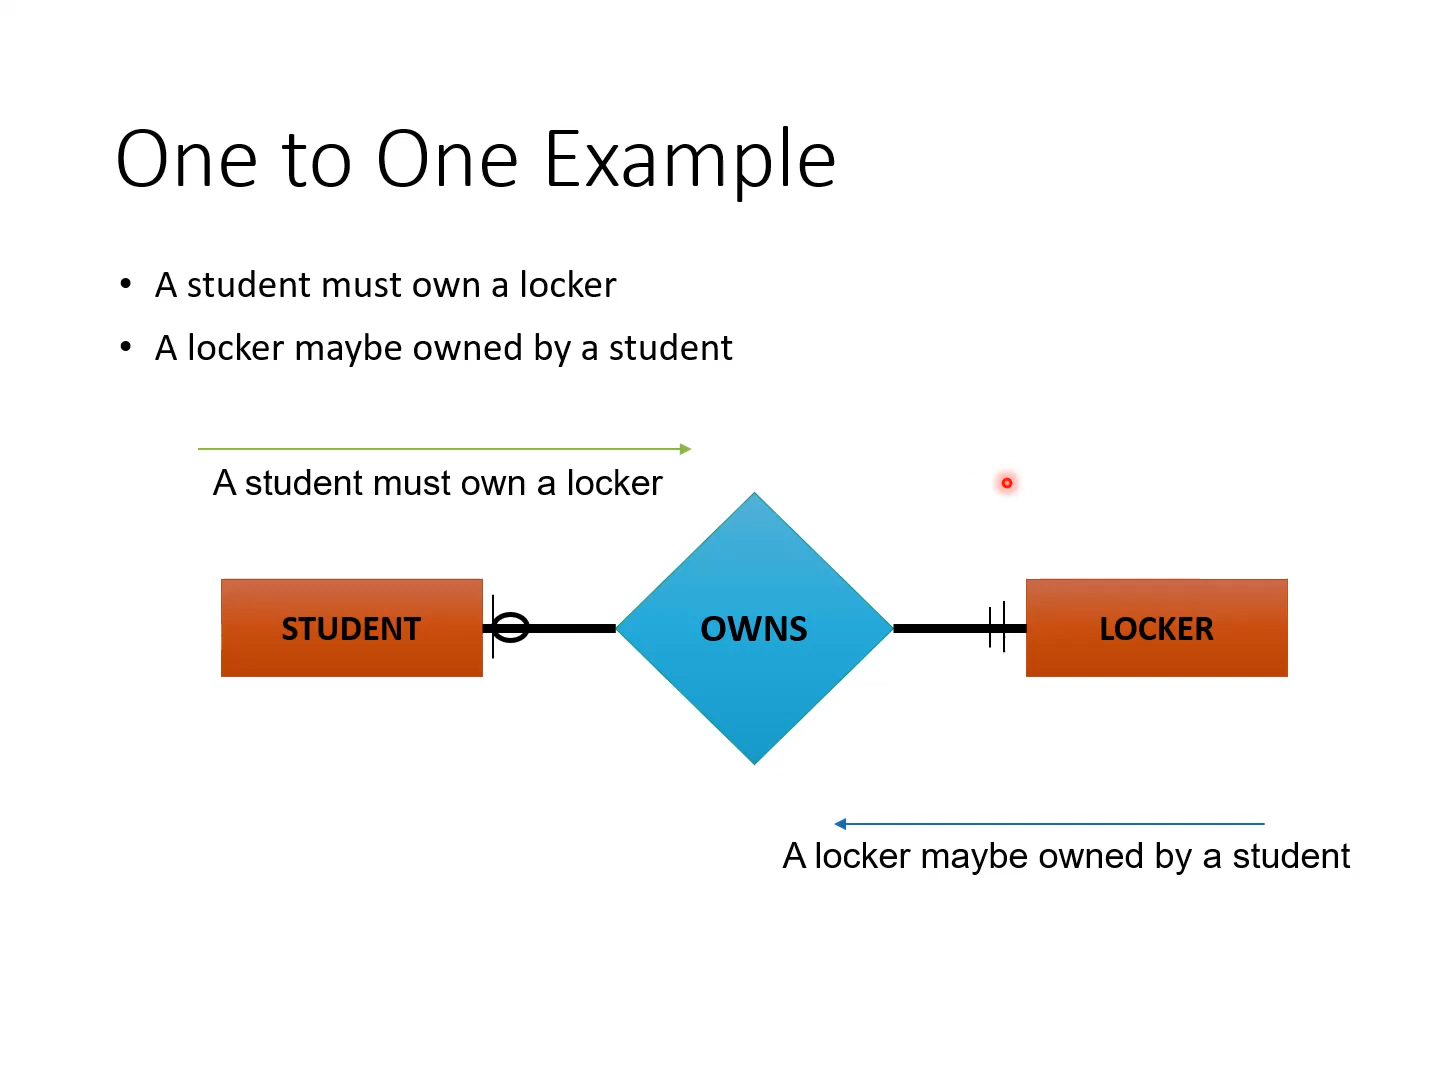 One to One Example
• A student must own a locker
• A locker maybe owned by a student
A student must own a locker
STUDENT
OWNS
LOCKER
A locker maybe owned by a student